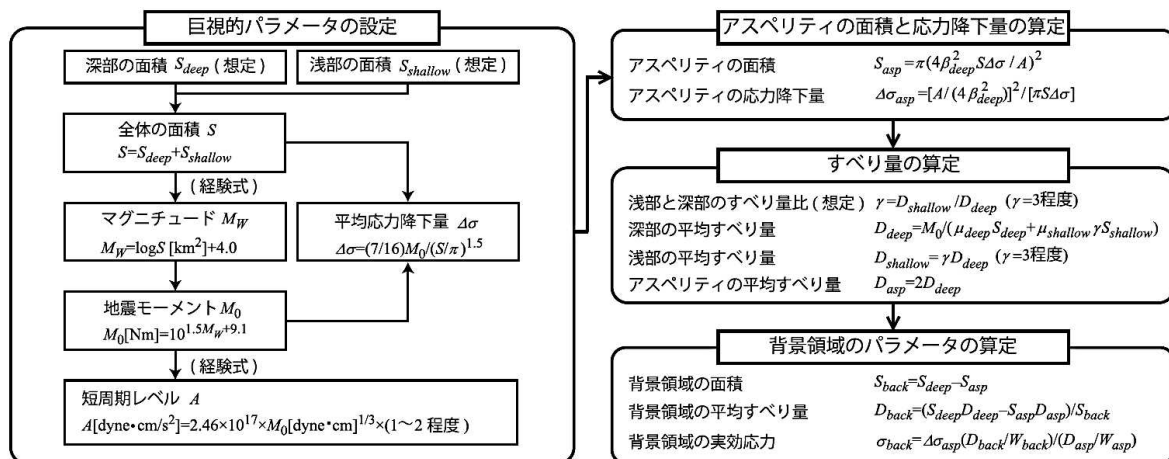 巨視的パラメータの設定
深部の面積 S_deep (想定)
浅部の面積 S_shallow (想定)
全体の面積 S
S=S_deep+S_shallow
(経験式)
マグニチュード M_W
M_W=logS [km²]+4.0
平均応力降下量 Δσ
Δσ=(7/16)M_0/(S/π)^1.5
地震モーメント M_0
M_0[Nm]=10^1.5M_W+9.1
(経験式)
短周期レベル A
A[dyne•cm/s²]=2.46×10^17×M_0[dyne•cm]^1/3×(1～2 程度)
アスペリティの面積と応力降下量の算定
アスペリティの面積 S_asp=π(4β²_deep SΔσ/A)²
アスペリティの応力降下量 Δσ_asp=[A/(4β²_deep)]²/[πSΔσ]
すべり量の算定
浅部と深部のすべり量比(想定) γ=D_shallow/D_deep (γ=3程度)
深部の平均すべり量 D_deep=M_0/(μ_deep S_deep+μ_shallow γS_shallow)
浅部の平均すべり量 D_shallow=γD_deep (γ=3程度)
アスペリティの平均すべり量 D_asp=2D_deep
背景領域のパラメータの算定
背景領域の面積 S_back=S_deep–S_asp
背景領域の平均すべり量 D_back=(S_deep D_deep–S_asp D_asp)/S_back
背景領域の実効応力 σ_back=Δσ_asp(D_back/W_back)/(D_asp/W_asp)